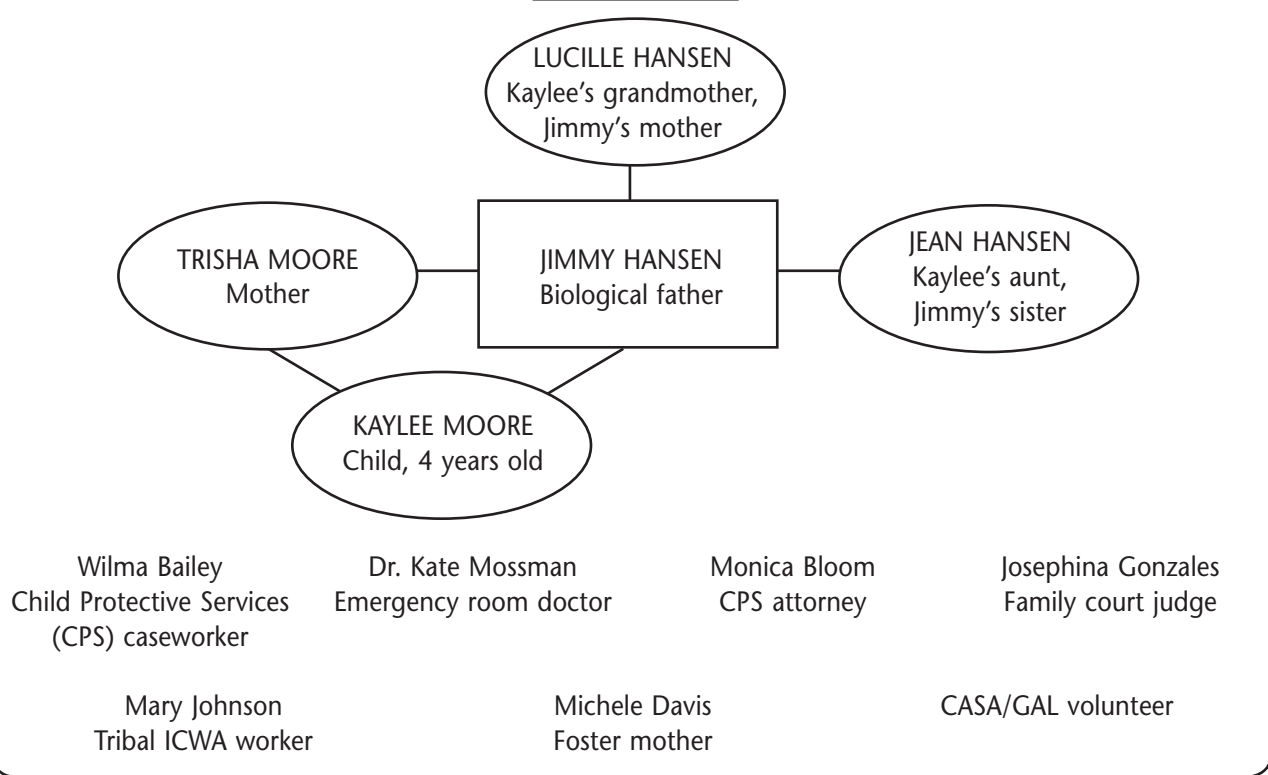 LUCILLE HANSEN
Kaylee’s grandmother,
Jimmy’s mother
TRISHA MOORE
Mother
JIMMY HANSEN
Biological father
JEAN HANSEN
Kaylee’s aunt,
Jimmy’s sister
KAYLEE MOORE
Child, 4 years old
Wilma Bailey
Child Protective Services
(CPS) caseworker
Dr. Kate Mossman
Emergency room doctor
Monica Bloom
CPS attorney
Josephina Gonzales
Family court judge
Mary Johnson
Tribal ICWA worker
Michele Davis
Foster mother
CASA/GAL volunteer